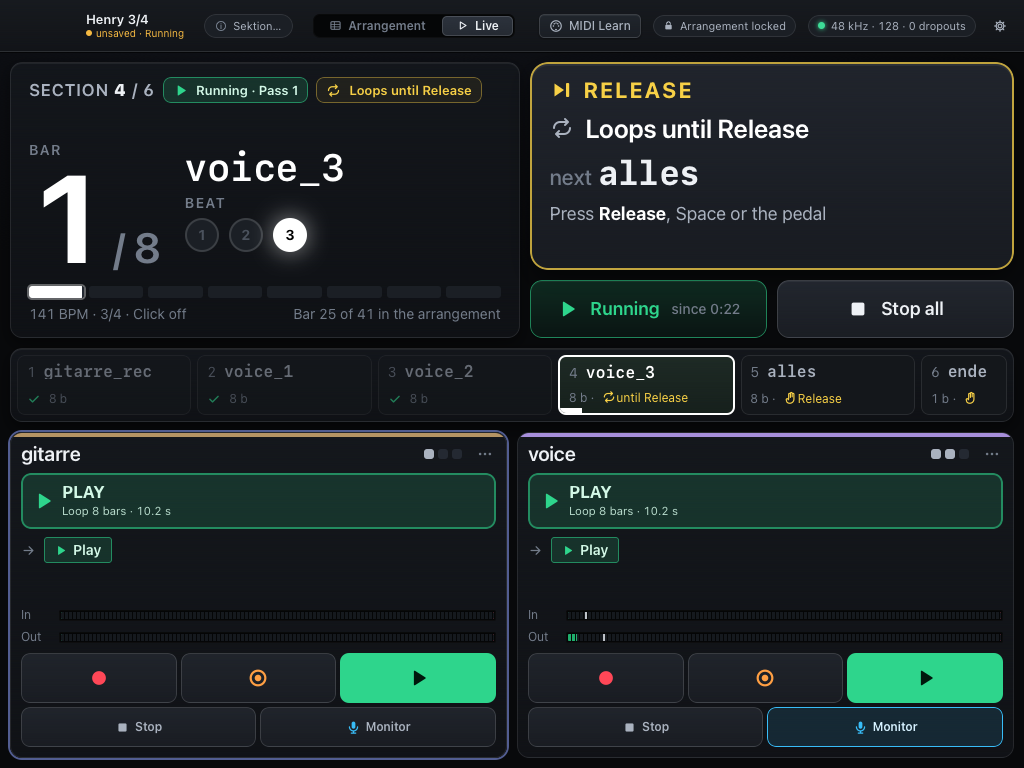 Henry 3/4
unsaved · Running
Sektion...
Arrangement
Live
MIDI Learn
Arrangement locked
48 kHz · 128 · 0 dropouts
SECTION 4 / 6
Running · Pass 1
Loops until Release
BAR
1 / 8
voice_3
BEAT
1 2 3
141 BPM · 3/4 · Click off
Bar 25 of 41 in the arrangement
RELEASE
Loops until Release
next alles
Press Release, Space or the pedal
Running since 0:22
Stop all
1 gitarre_rec
8 b
2 voice_1
8 b
3 voice_2
8 b
4 voice_3
8 b · until Release
5 alles
8 b · Release
6 ende
1 b ·
gitarre
PLAY
Loop 8 bars · 10.2 s
→ Play
In
Out
Stop
Monitor
voice
PLAY
Loop 8 bars · 10.2 s
→ Play
In
Out
Stop
Monitor